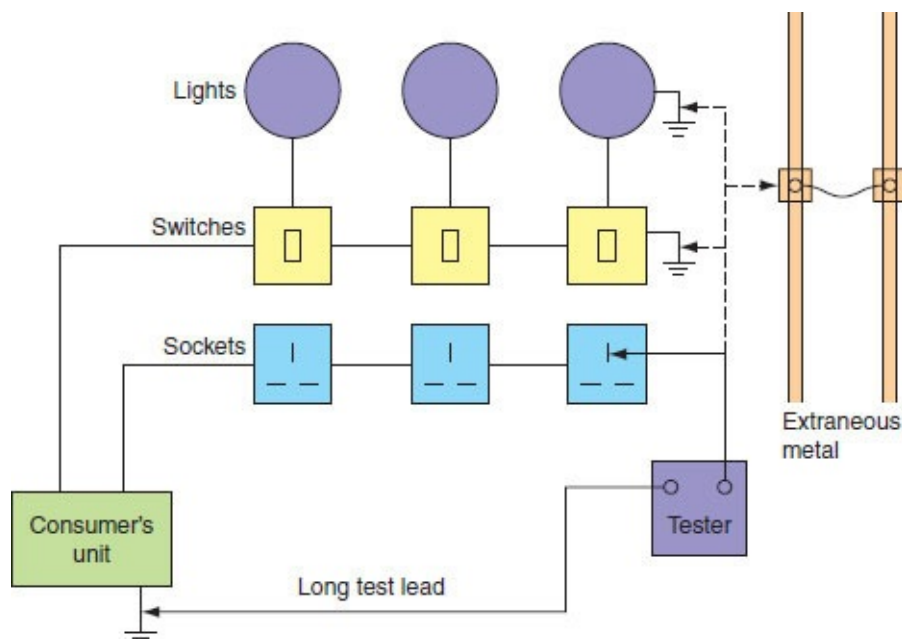 Lights
Switches
Sockets
Extraneous
metal
Consumer's
unit
Tester
Long test lead